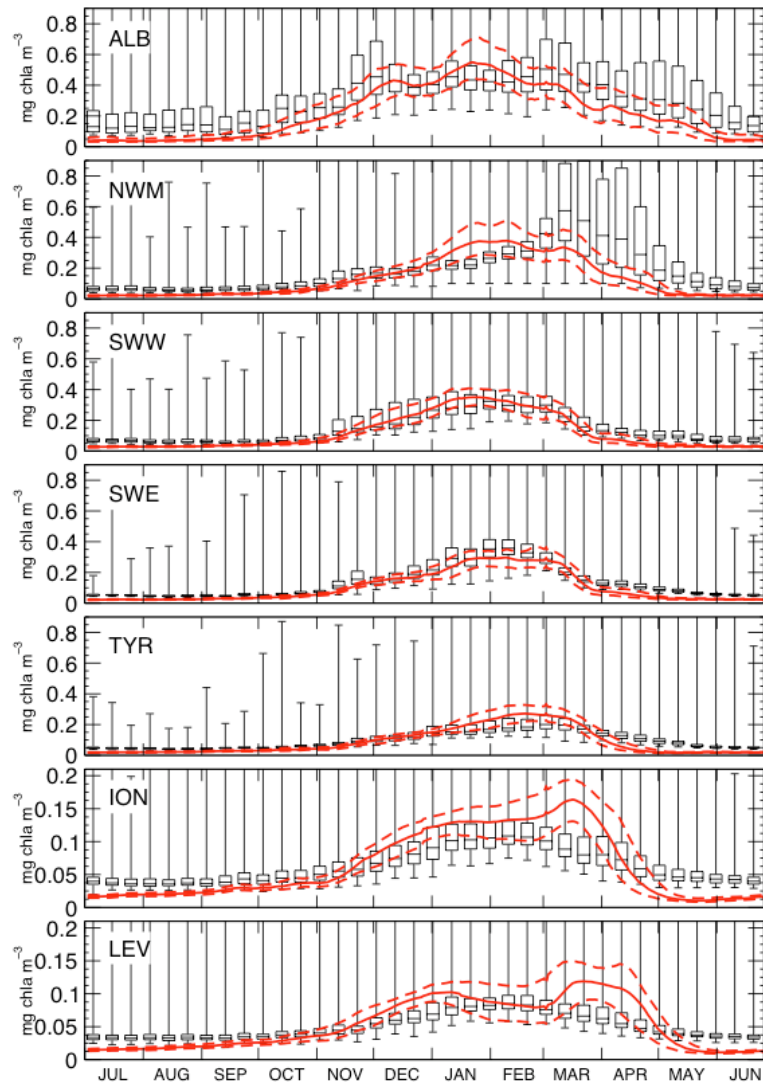 ALB
mg chla m⁻³
0.8
0.6
0.4
0.2
0
NWM
mg chla m⁻³
0.8
0.6
0.4
0.2
0
SWW
mg chla m⁻³
0.8
0.6
0.4
0.2
0
SWE
mg chla m⁻³
0.8
0.6
0.4
0.2
0
TYR
mg chla m⁻³
0.8
0.6
0.4
0.2
0
ION
mg chla m⁻³
0.2
0.15
0.1
0.05
0
LEV
mg chla m⁻³
0.2
0.15
0.1
0.05
0
JUL AUG SEP OCT NOV DEC JAN FEB MAR APR MAY JUN